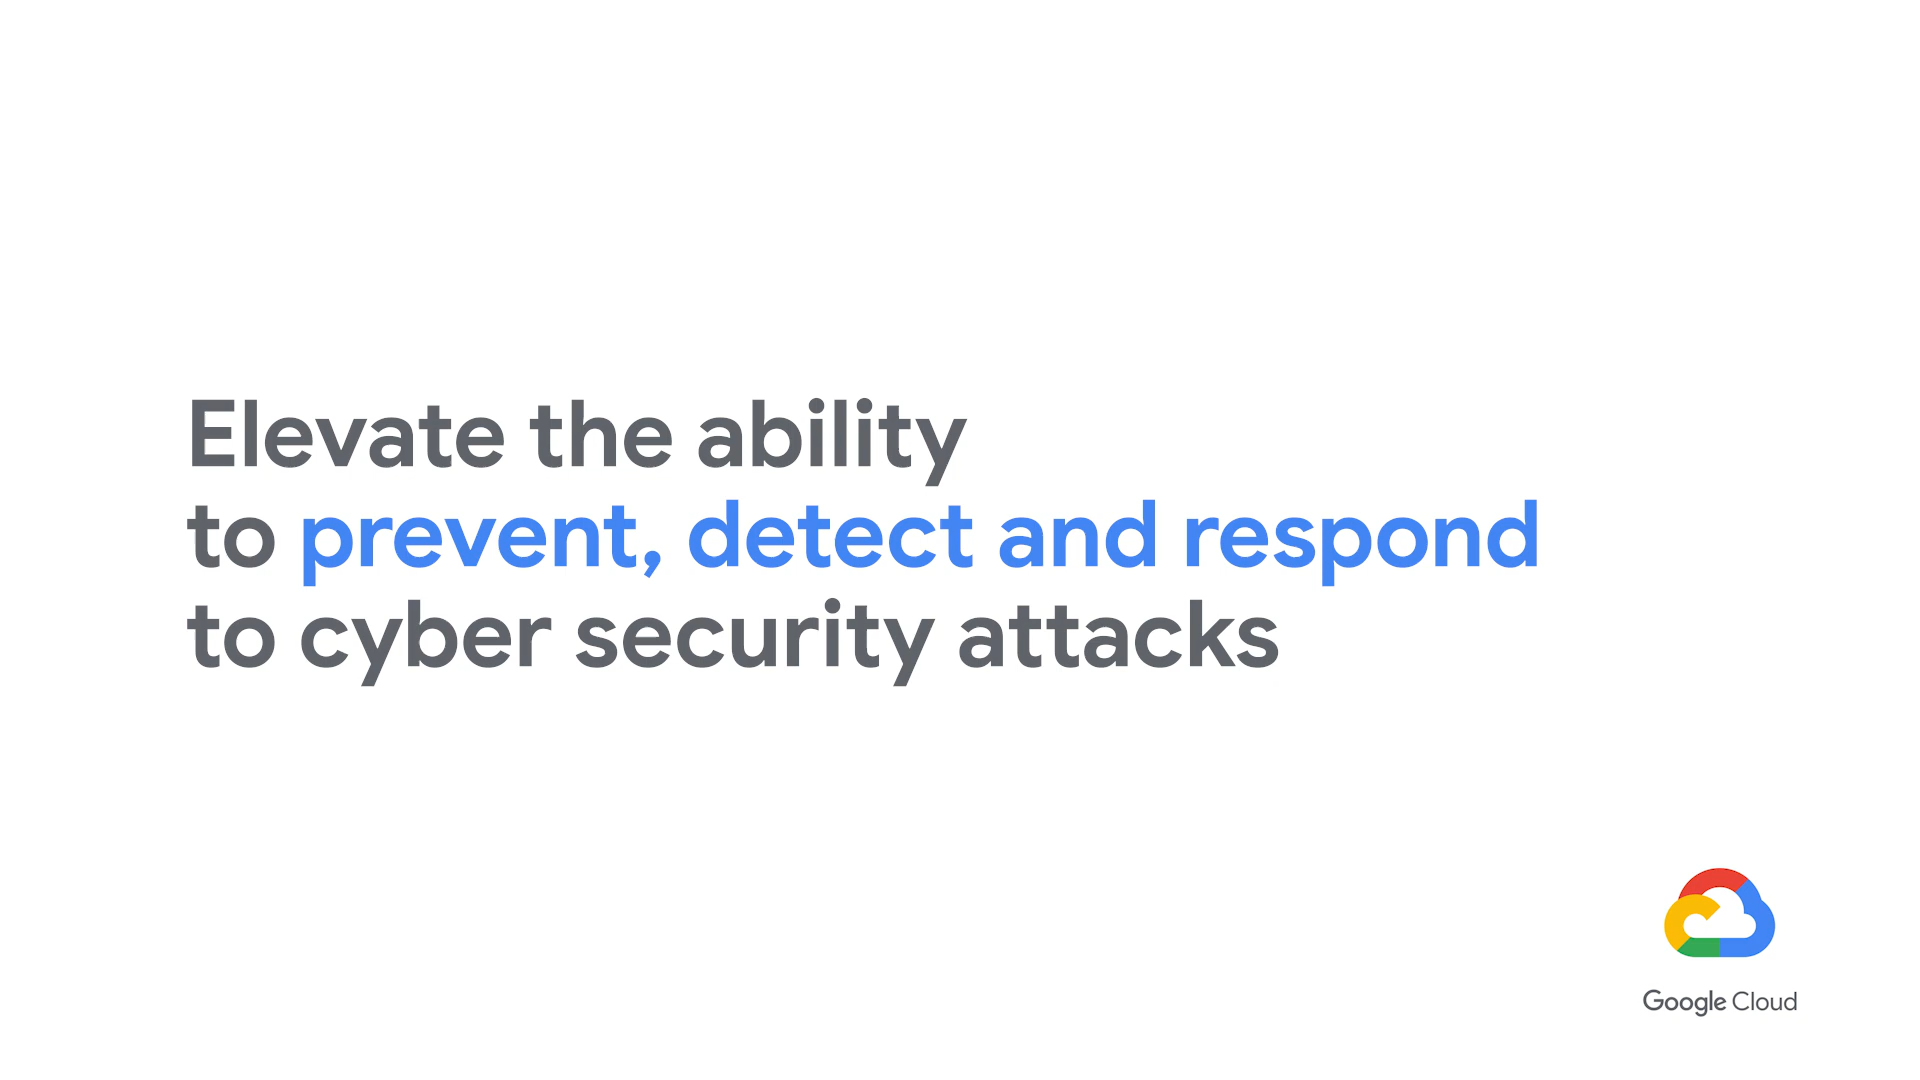 Elevate the ability
to prevent, detect and respond
to cyber security attacks
Google Cloud